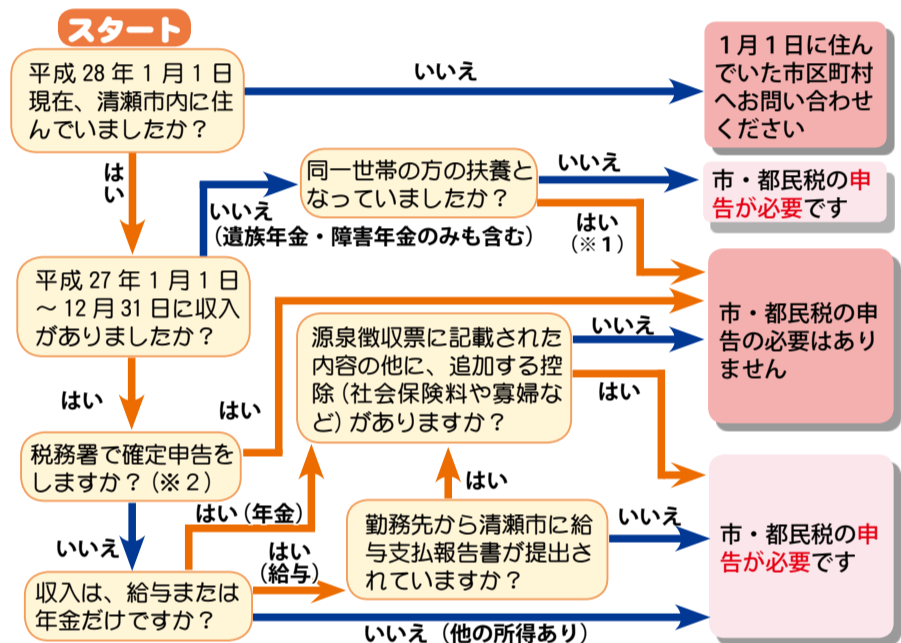 スタート
平成28年1月1日
現在、清瀬市内に住
んでいましたか？
いいえ
１月１日に住ん
でいた市区町村
へお問い合わせ
ください
はい
同一世帯の方の扶養と
なっていましたか？
いいえ
市・都民税の申
告が必要です
いいえ
（遺族年金・障害年金のみも含む）
はい
（※１）
平成27年1月1日
～12月31日に収入
がありましたか？
市・都民税の申
告の必要はあり
ません
源泉徴収票に記載された
内容の他に、追加する控
除（社会保険料や寡婦な
ど）がありますか？
いいえ
はい
はい
はい
税務署で確定申告を
しますか？（※２）
はい（年金）
はい
いいえ
はい
（給与）
勤務先から清瀬市に給
与支払報告書が提出さ
れていますか？
いいえ
市・都民税の申
告が必要です
収入は、給与または
年金だけですか？
いいえ（他の所得あり）